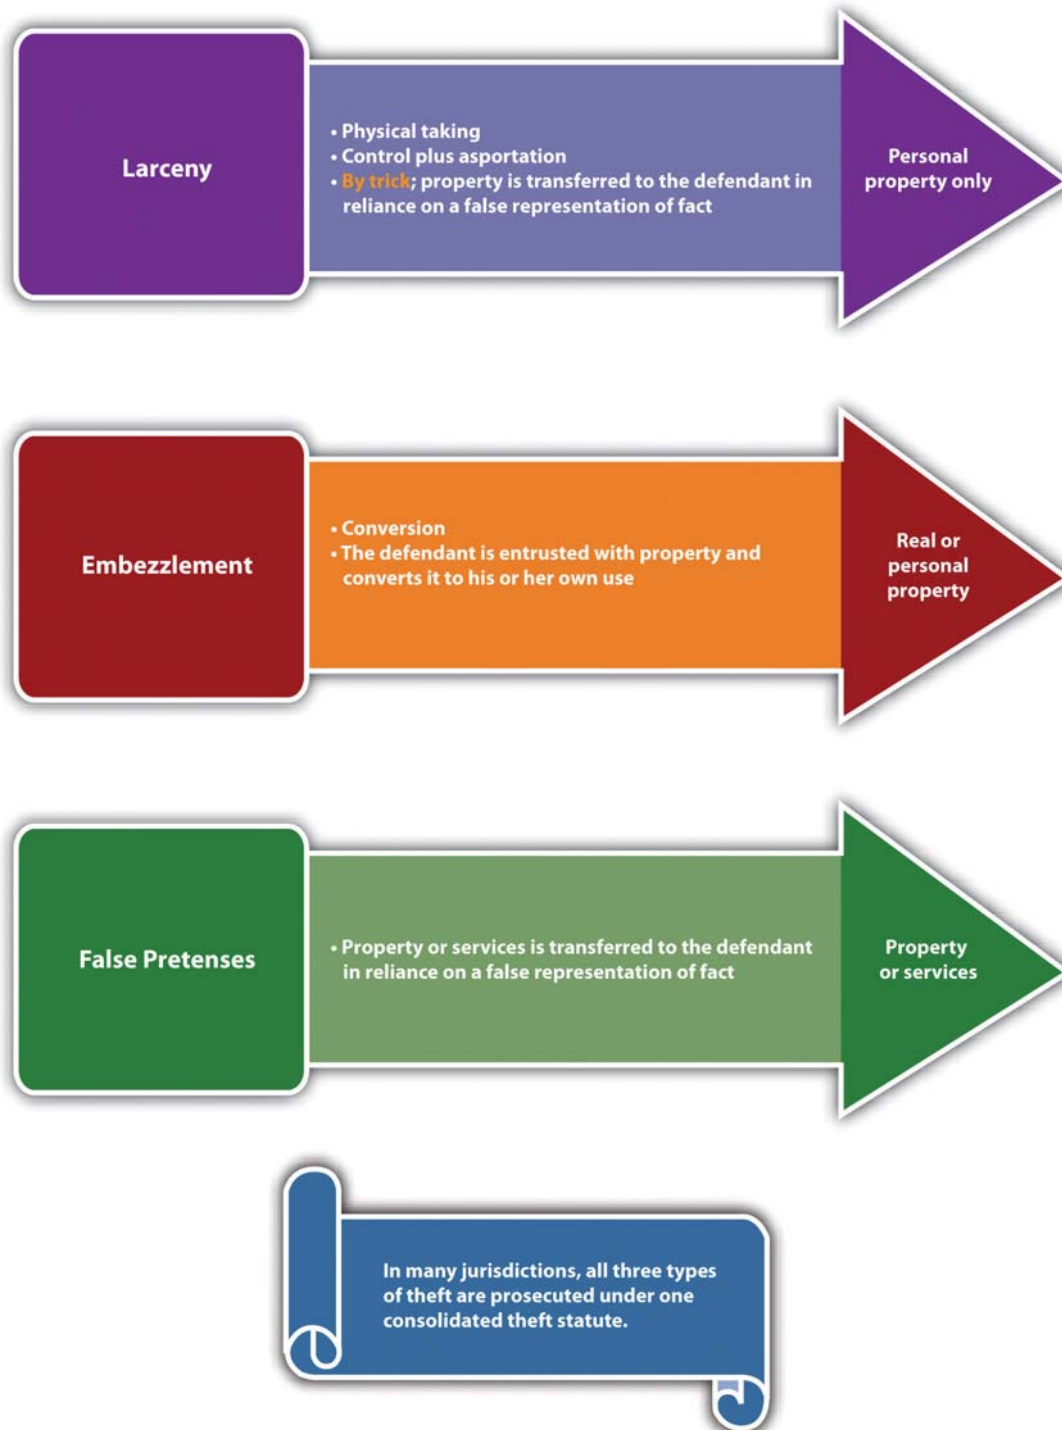 Larceny
• Physical taking
• Control plus asportation
• By trick; property is transferred to the defendant in
reliance on a false representation of fact
Personal
property only
Embezzlement
• Conversion
• The defendant is entrusted with property and
converts it to his or her own use
Real or
personal
property
False Pretenses
• Property or services is transferred to the defendant
in reliance on a false representation of fact
Property
or services
In many jurisdictions, all three types
of theft are prosecuted under one
consolidated theft statute.